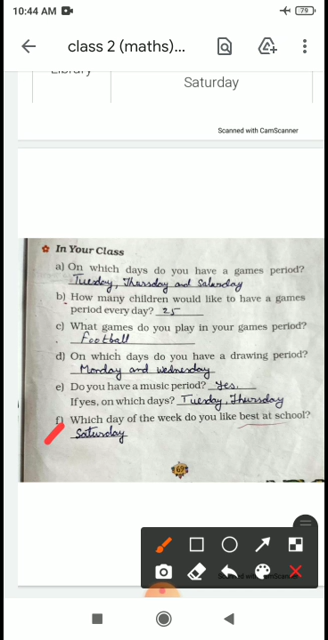 10:44 AM
79
class 2 (maths)...
Library
Saturday
Scanned with CamScanner
In Your Class
a) On which days do you have a games period?
Tuesday, Thursday and Saturday
b) How many children would like to have a games
period every day? 25
c) What games do you play in your games period?
Football
d) On which days do you have a drawing period?
Monday and wednesday
e) Do you have a music period? Yes.
If yes, on which days? Tuesday, Thursday
f) Which day of the week do you like best at school?
Saturday